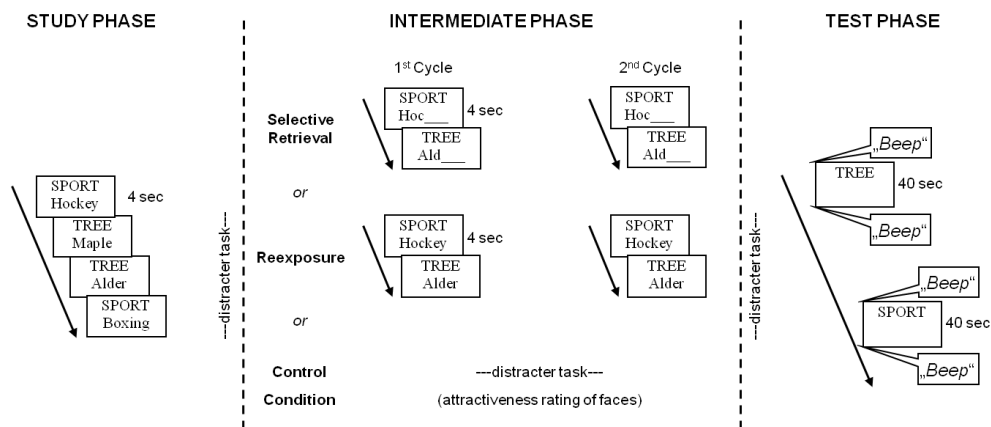 STUDY PHASE
SPORT
Hockey
4 sec
TREE
Maple
TREE
Alder
SPORT
Boxing
---distracter task---
INTERMEDIATE PHASE
1st Cycle
2nd Cycle
Selective
Retrieval
SPORT
Hoc___
4 sec
TREE
Ald___
SPORT
Hoc___
TREE
Ald___
or
Reexposure
SPORT
Hockey
4 sec
TREE
Alder
SPORT
Hockey
TREE
Alder
or
Control
Condition
---distracter task---
(attractiveness rating of faces)
---distracter task---
TEST PHASE
„Beep“
TREE
40 sec
„Beep“
„Beep“
SPORT
40 sec
„Beep“